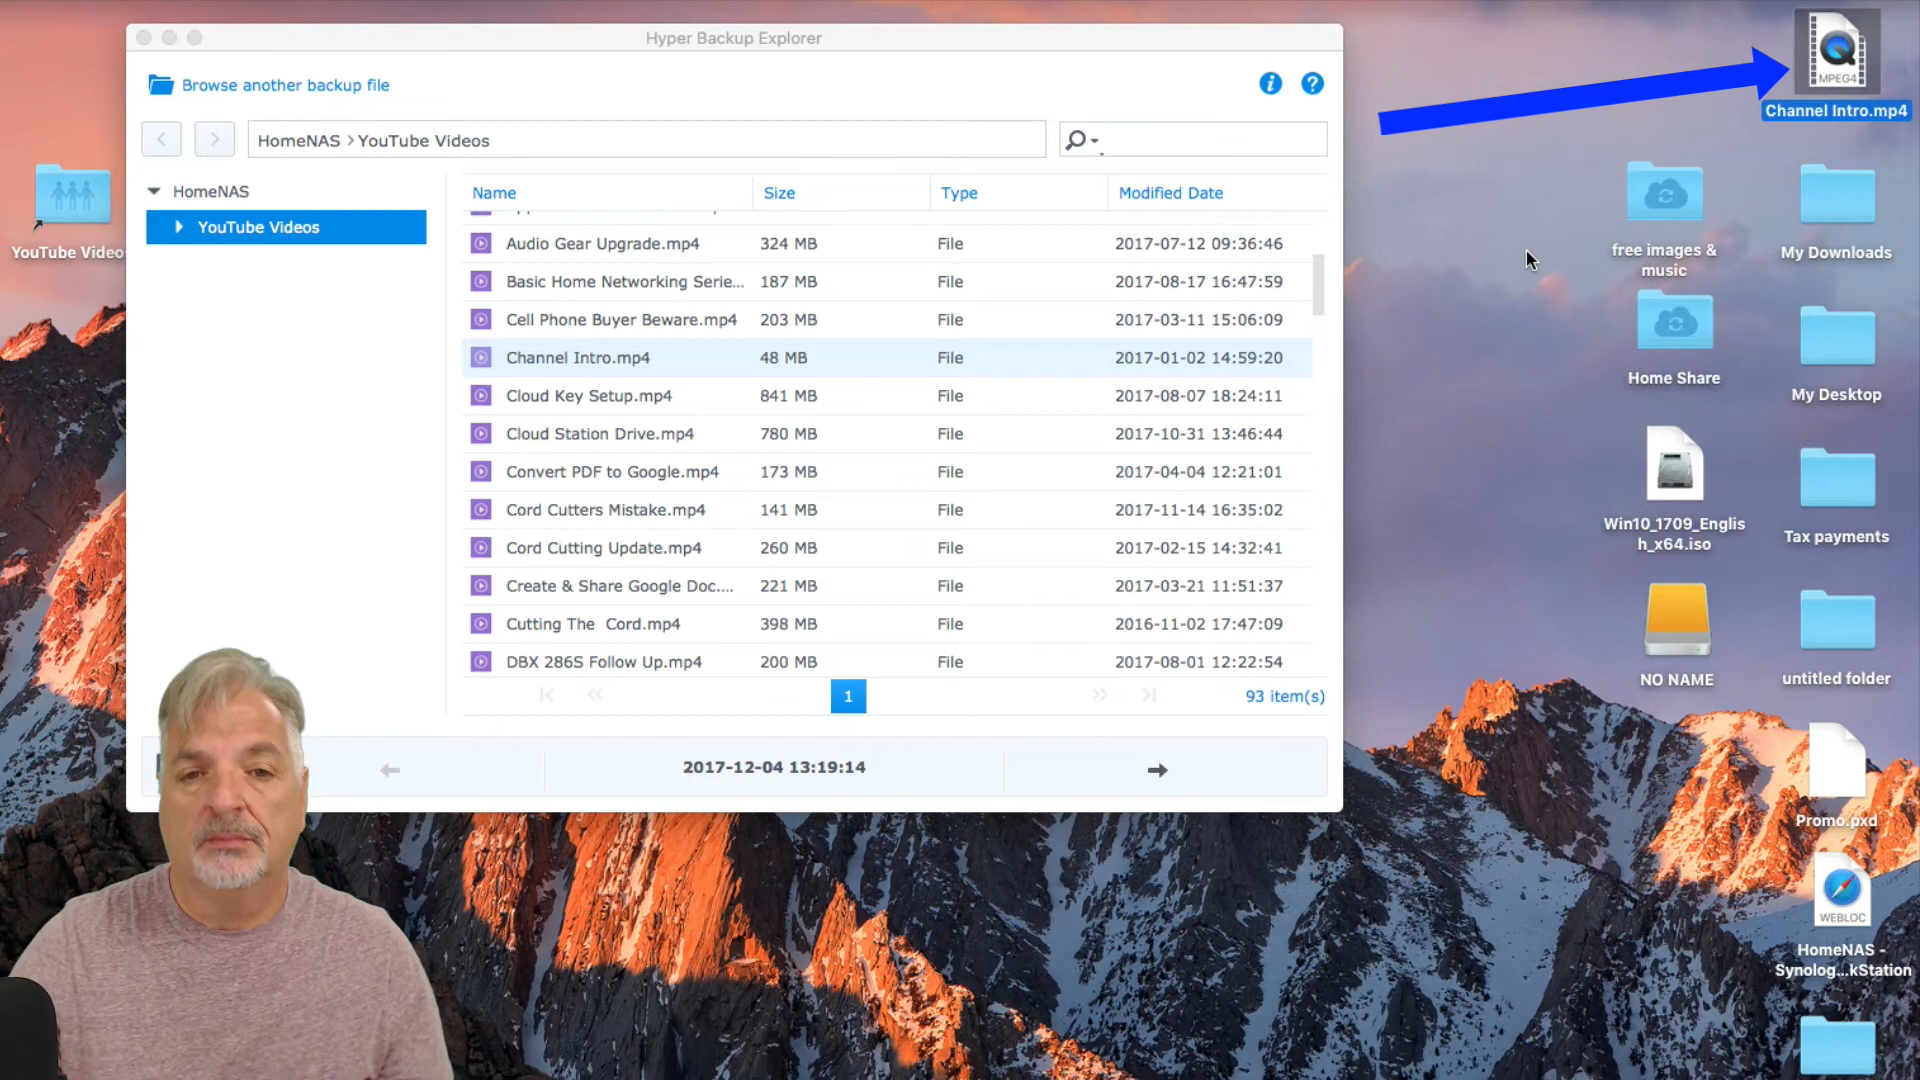 Hyper Backup Explorer
Browse another backup file
HomeNAS > YouTube Videos
HomeNAS
YouTube Videos
Name Size Type Modified Date
Audio Gear Upgrade.mp4 324 MB File 2017-07-12 09:36:46
Basic Home Networking Serie... 187 MB File 2017-08-17 16:47:59
Cell Phone Buyer Beware.mp4 203 MB File 2017-03-11 15:06:09
Channel Intro.mp4 48 MB File 2017-01-02 14:59:20
Cloud Key Setup.mp4 841 MB File 2017-08-07 18:24:11
Cloud Station Drive.mp4 780 MB File 2017-10-31 13:46:44
Convert PDF to Google.mp4 173 MB File 2017-04-04 12:21:01
Cord Cutters Mistake.mp4 141 MB File 2017-11-14 16:35:02
Cord Cutting Update.mp4 260 MB File 2017-02-15 14:32:41
Create & Share Google Doc.... 221 MB File 2017-03-21 11:51:37
Cutting The  Cord.mp4 398 MB File 2016-11-02 17:47:09
DBX 286S Follow Up.mp4 200 MB File 2017-08-01 12:22:54
1
93 item(s)
2017-12-04 13:19:14
YouTube Videos
MPEG4
Channel Intro.mp4
free images &
music
My Downloads
Home Share
My Desktop
Win10_1709_Englis
h_x64.iso
Tax payments
NO NAME
untitled folder
Promo.pxd
WEBLOC
HomeNAS -
Synolog...kStation